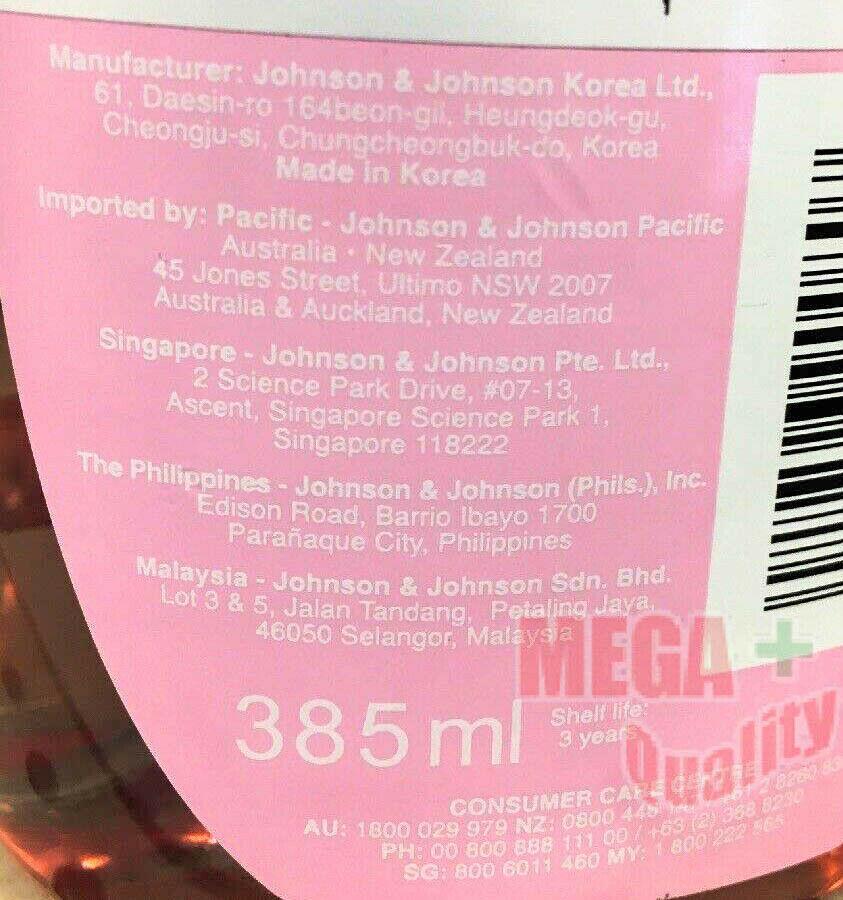 Manufacturer: Johnson & Johnson Korea Ltd.,
61, Daesin-ro 164beon-gil, Heungdeok-gu,
Cheongju-si, Chungcheongbuk-do, Korea
Made in Korea
Imported by: Pacific - Johnson & Johnson Pacific
Australia • New Zealand
45 Jones Street, Ultimo NSW 2007
Australia & Auckland, New Zealand
Singapore - Johnson & Johnson Pte. Ltd.,
2 Science Park Drive, #07-13,
Ascent, Singapore Science Park 1,
Singapore 118222
The Philippines - Johnson & Johnson (Phils.), Inc.
Edison Road, Barrio Ibayo 1700
Parañaque City, Philippines
Malaysia - Johnson & Johnson Sdn. Bhd.
Lot 3 & 5, Jalan Tandang, Petaling Jaya,
46050 Selangor, Malaysia
MEGA +
Quality
385ml
Shelf life:
3 years
CONSUMER CARE CENTRE
AU: 1800 029 979 NZ: 0800 446 +61 2 8260 83
PH: 00 800 888 111 00 / +63 (2) 368 8230
SG: 800 6011 460 MY: 1 800 222 565